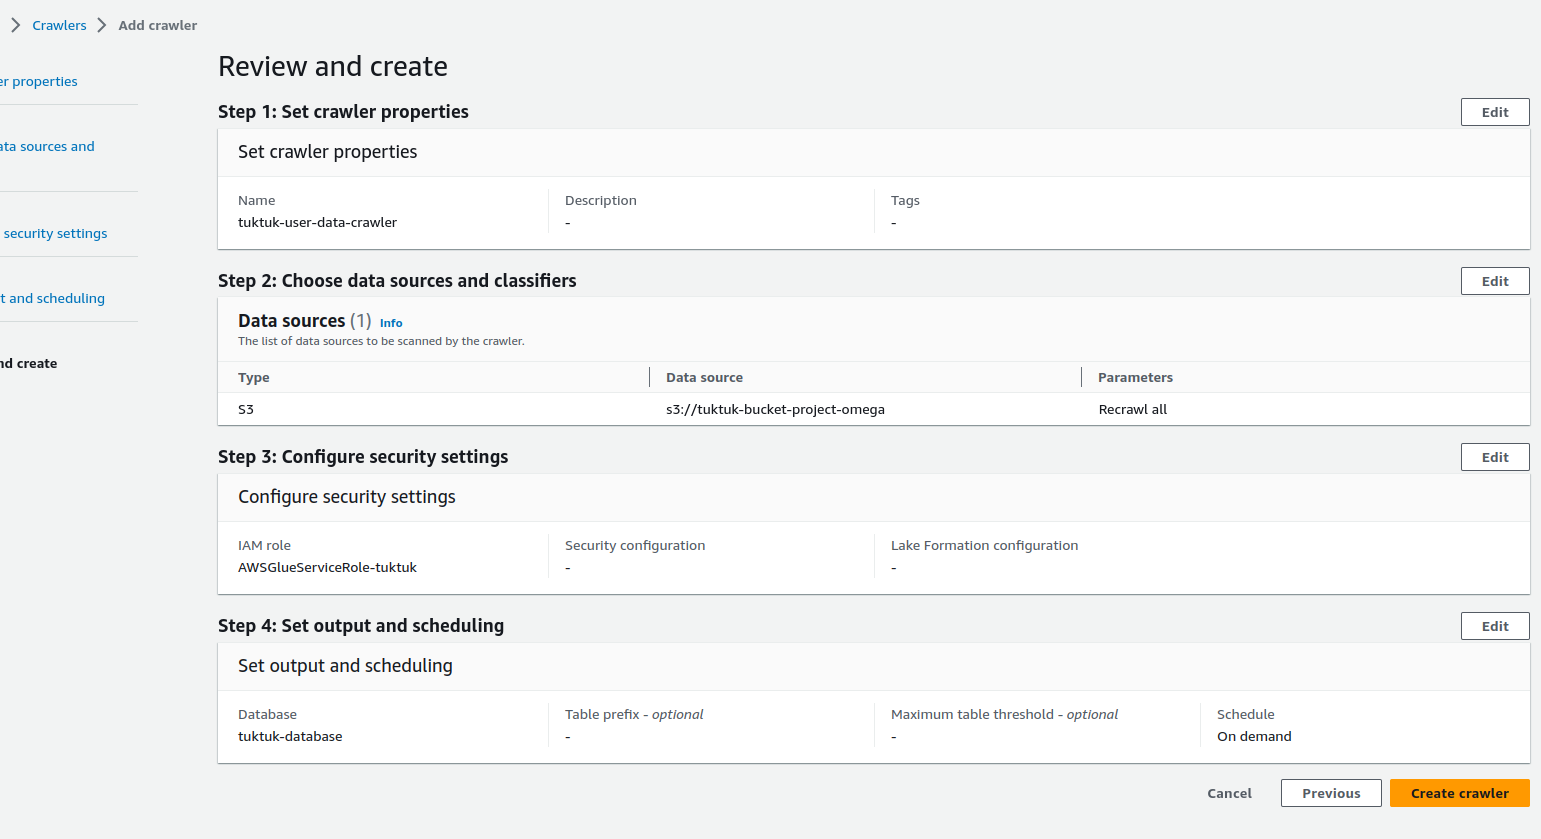 Crawlers Add crawler
er properties
ata sources and
security settings
t and scheduling
nd create
Review and create
Step 1: Set crawler properties
Edit
Set crawler properties
Name Description Tags
tuktuk-user-data-crawler - -
Step 2: Choose data sources and classifiers
Edit
Data sources (1) Info
The list of data sources to be scanned by the crawler.
Type Data source Parameters
S3 s3://tuktuk-bucket-project-omega Recrawl all
Step 3: Configure security settings
Edit
Configure security settings
IAM role Security configuration Lake Formation configuration
AWSGlueServiceRole-tuktuk - -
Step 4: Set output and scheduling
Edit
Set output and scheduling
Database Table prefix - optional Maximum table threshold - optional Schedule
tuktuk-database - - On demand
Cancel Previous Create crawler